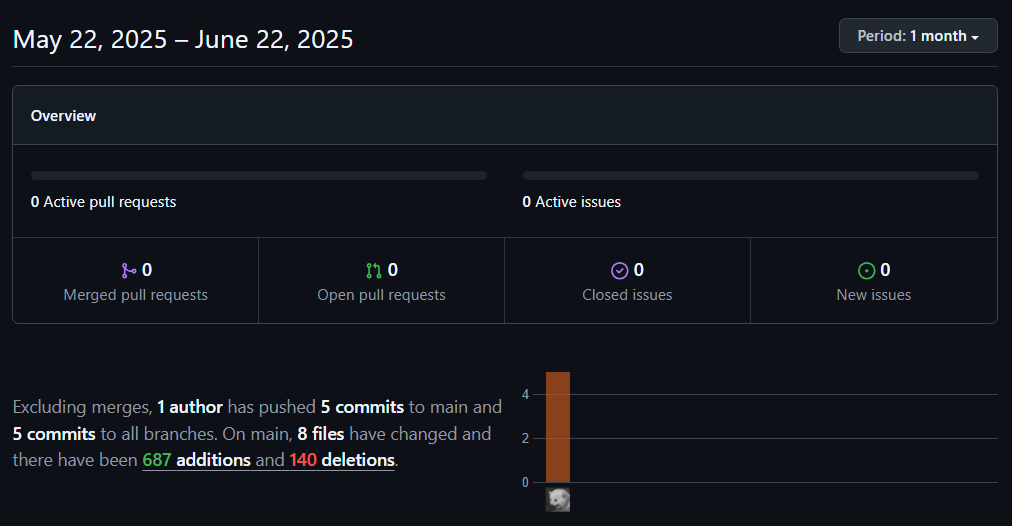 May 22, 2025 – June 22, 2025
Period: 1 month
Overview
0 Active pull requests
0 Active issues
0
Merged pull requests
0
Open pull requests
0
Closed issues
0
New issues
Excluding merges, 1 author has pushed 5 commits to main and
5 commits to all branches. On main, 8 files have changed and
there have been 687 additions and 140 deletions.
4
2
0